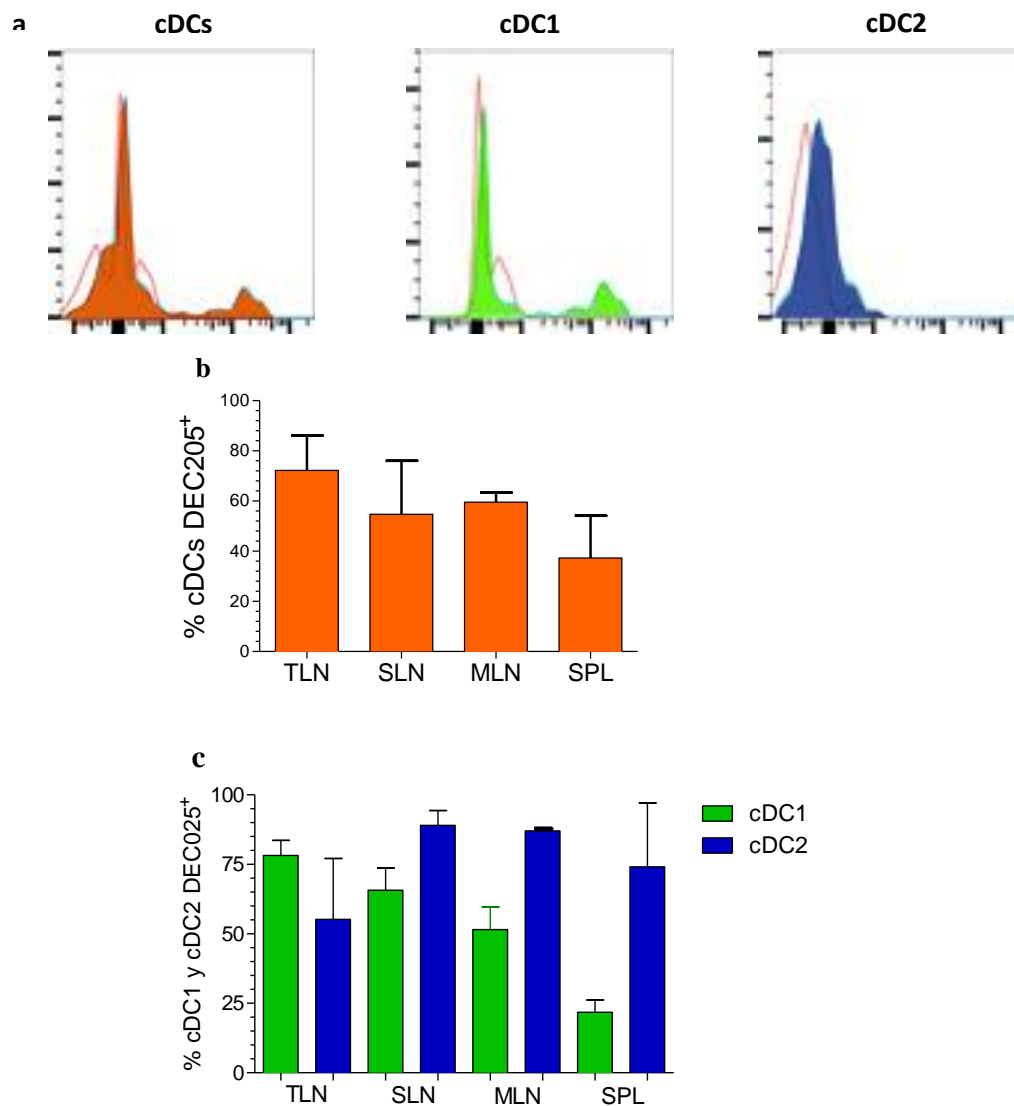 a
cDCs
cDC1
cDC2
b
% cDCs DEC205+
100
80
60
40
20
0
TLN
SLN
MLN
SPL
c
% cDC1 y cDC2 DEC025+
100
75
50
25
0
TLN
SLN
MLN
SPL
cDC1
cDC2